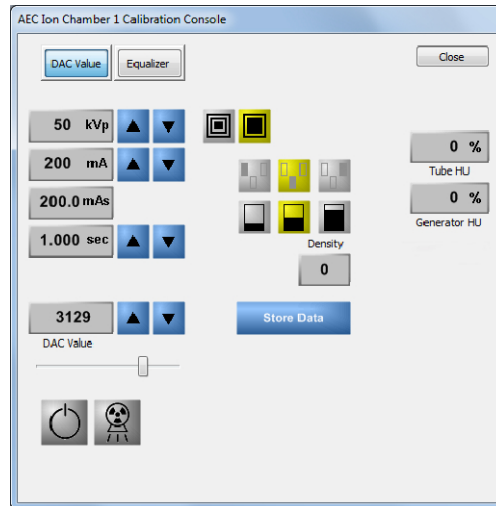 AEC Ion Chamber 1 Calibration Console
DAC Value
Equalizer
Close
50 kVp
200 mA
200.0 mAs
1.000 sec
0 %
Tube HU
0 %
Generator HU
Density
0
3129
DAC Value
Store Data